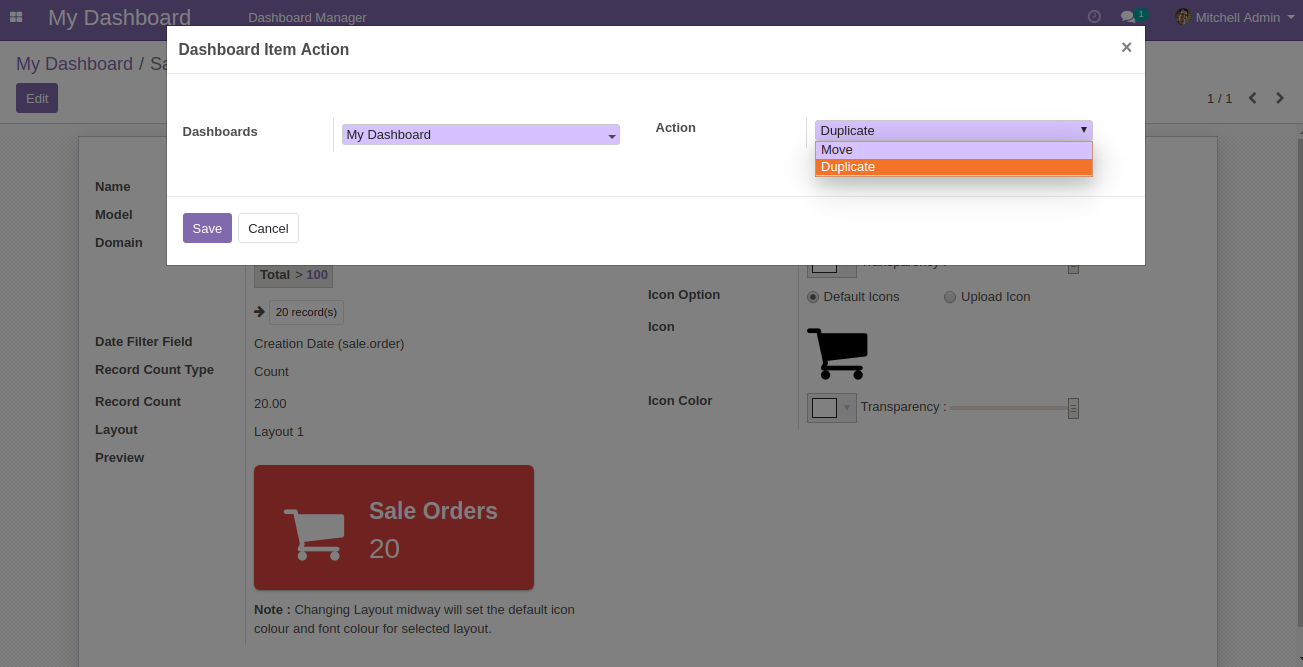 My Dashboard
Dashboard Manager
1
Mitchell Admin
My Dashboard / Sa
Edit
1 / 1
Dashboard Item Action
×
Dashboards
My Dashboard
Action
Duplicate
Move
Duplicate
Save
Cancel
Name
Model
Domain
Total > 100
20 record(s)
Date Filter Field
Creation Date (sale.order)
Record Count Type
Count
Record Count
20.00
Layout
Layout 1
Preview
Sale Orders
20
Note : Changing Layout midway will set the default icon
colour and font colour for selected layout.
Transparency :
Icon Option
Default Icons
Upload Icon
Icon
Icon Color
Transparency :